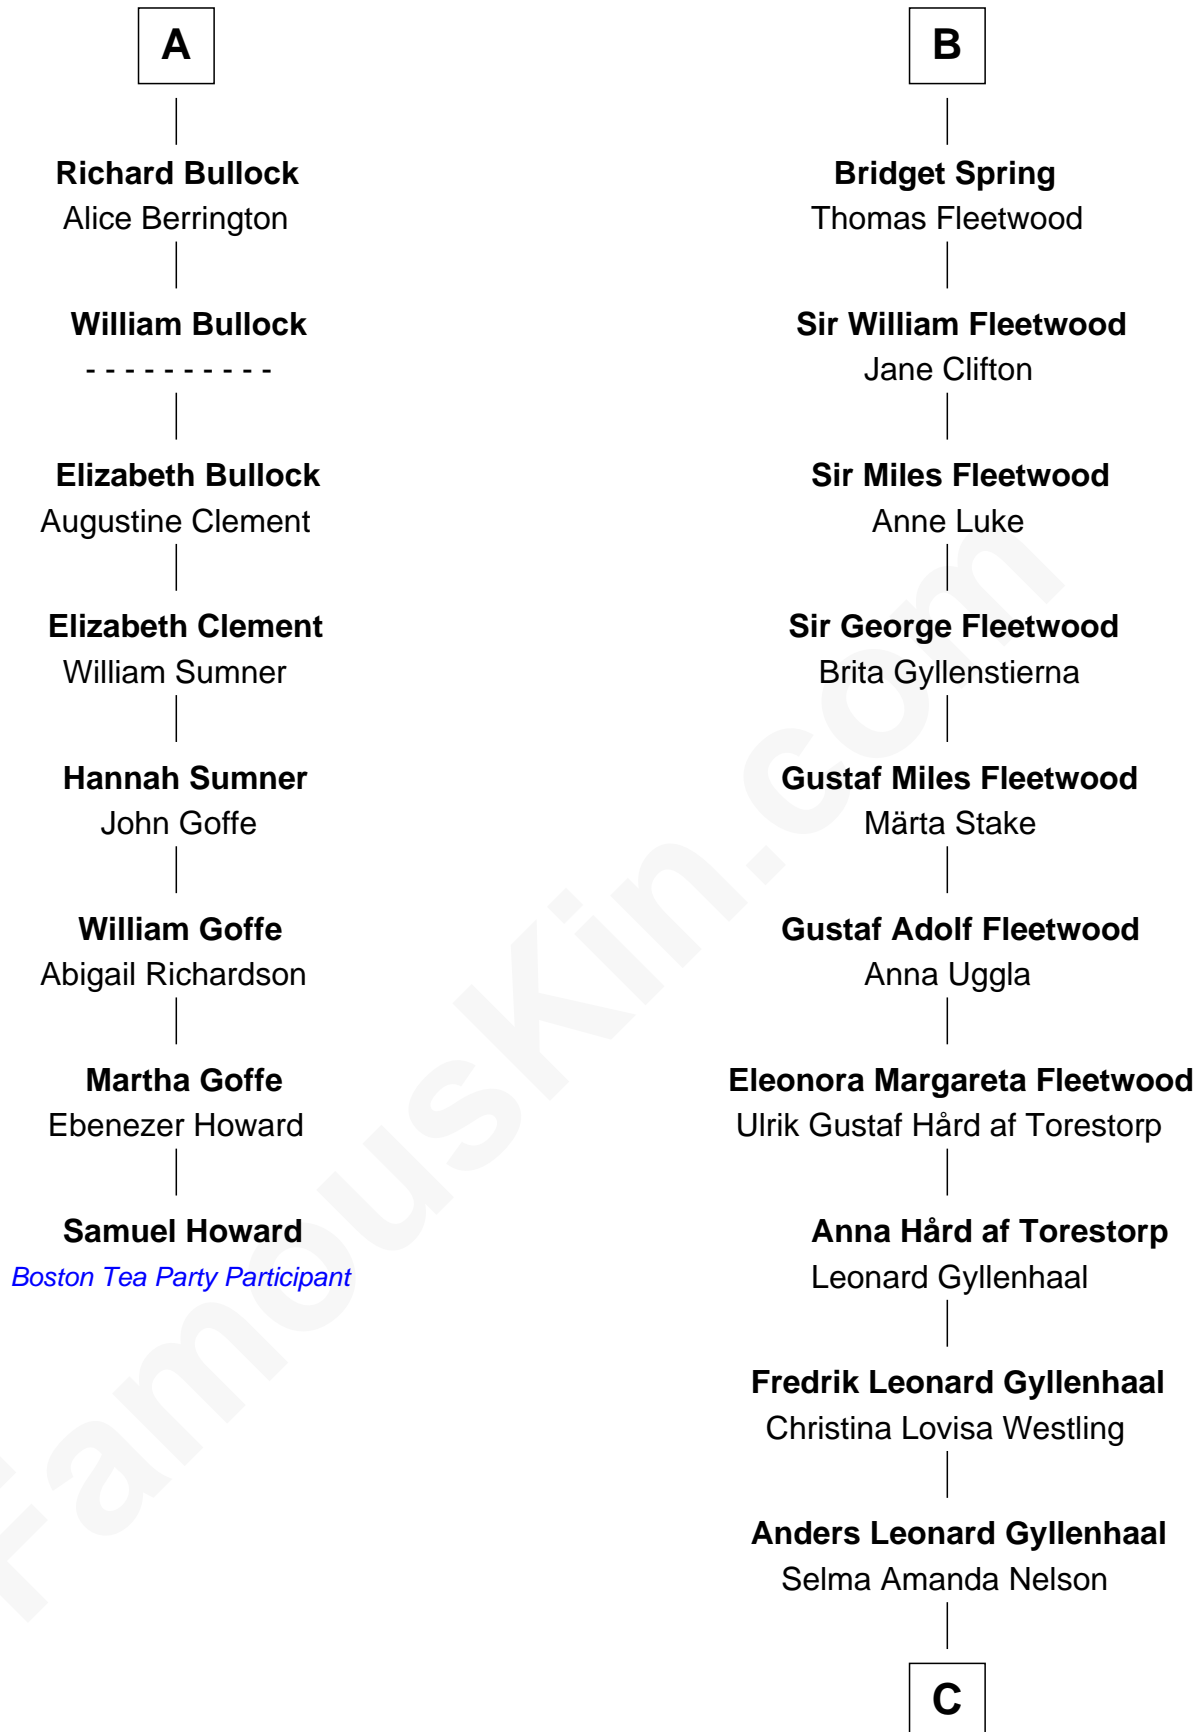 A
Richard Bullock
Alice Berrington
William Bullock
- - - - - - - - - -
Elizabeth Bullock
Augustine Clement
Elizabeth Clement
William Sumner
Hannah Sumner
John Goffe
William Goffe
Abigail Richardson
Martha Goffe
Ebenezer Howard
Samuel Howard
Boston Tea Party Participant
B
Bridget Spring
Thomas Fleetwood
Sir William Fleetwood
Jane Clifton
Sir Miles Fleetwood
Anne Luke
Sir George Fleetwood
Brita Gyllenstierna
Gustaf Miles Fleetwood
Märta Stake
Gustaf Adolf Fleetwood
Anna Uggla
Eleonora Margareta Fleetwood
Ulrik Gustaf Hård af Torestorp
Anna Hård af Torestorp
Leonard Gyllenhaal
Fredrik Leonard Gyllenhaal
Christina Lovisa Westling
Anders Leonard Gyllenhaal
Selma Amanda Nelson
C
FamousKin.com